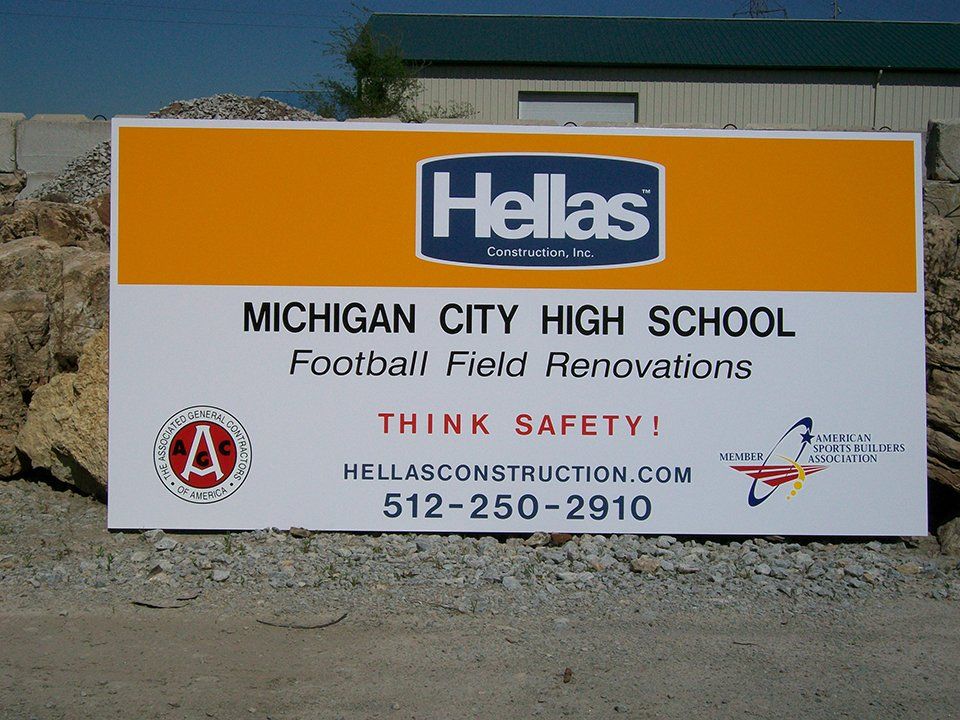 Hellas™
Construction, Inc.
MICHIGAN CITY HIGH SCHOOL
Football Field Renovations
THINK SAFETY!
THE ASSOCIATED GENERAL CONTRACTORS
OF AMERICA
AGC
HELLASCONSTRUCTION.COM
512-250-2910
MEMBER
AMERICAN
SPORTS BUILDERS
ASSOCIATION